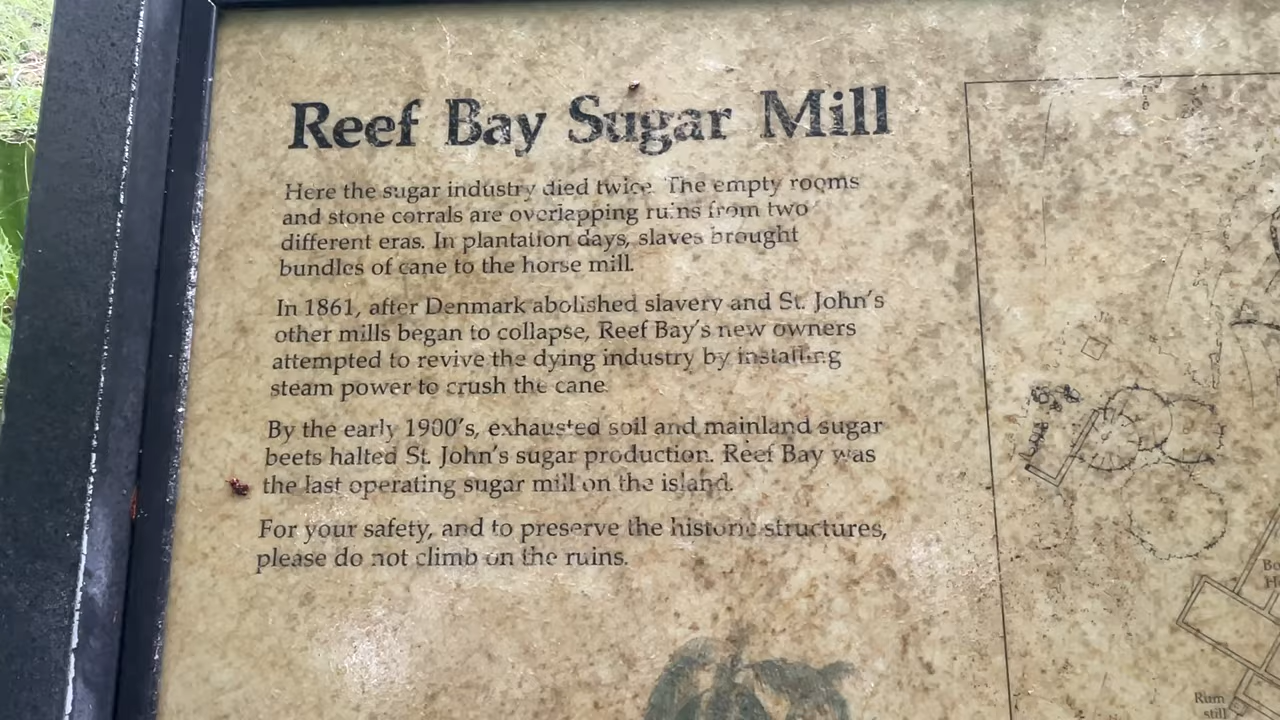 Reef Bay Sugar Mill
Here the sugar industry died twice. The empty rooms
and stone corrals are overlapping ruins from two
different eras. In plantation days, slaves brought
bundles of cane to the horse mill.
In 1861, after Denmark abolished slavery and St. John's
other mills began to collapse, Reef Bay's new owners
attempted to revive the dying industry by installing
steam power to crush the cane.
By the early 1900's, exhausted soil and mainland sugar
beets halted St. John's sugar production. Reef Bay was
the last operating sugar mill on the island.
For your safety, and to preserve the historic structures,
please do not climb on the ruins.
Rum
still